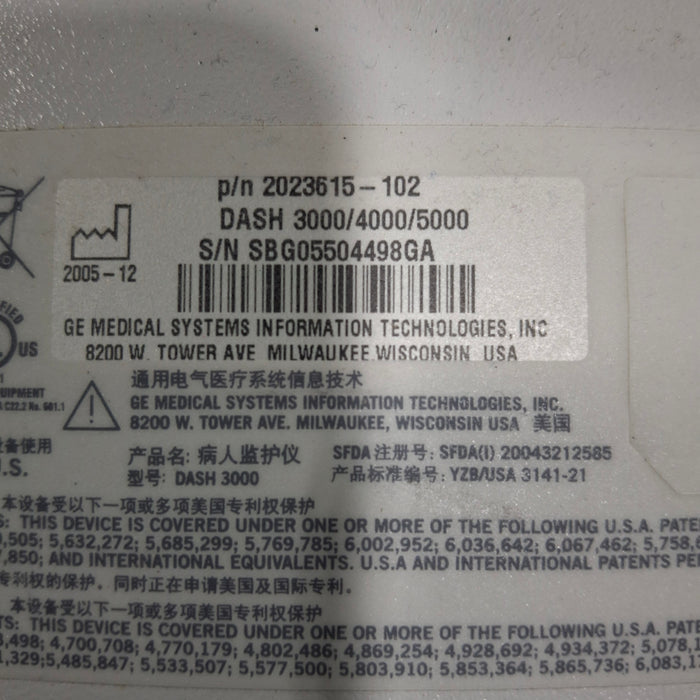 p/n 2023615-102
DASH 3000/4000/5000
S/N SBG05504498GA
2005-12
GE MEDICAL SYSTEMS INFORMATION TECHNOLOGIES, INC
8200 W. TOWER AVE MILWAUKEE, WISCONSIN USA
US
通用电气医疗系统信息技术
GE MEDICAL SYSTEMS INFORMATION TECHNOLOGIES, INC.
8200 W. TOWER AVE. MILWAUKEE, WISCONSIN USA 美国
C22.2 No. 601.1
设备使用
U.S.
产品名: 病人监护仪 SFDA 注册号: SFDA(I) 20043212585
型号: DASH 3000 产品标准编号: YZB/USA 3141-21
本设备受以下一项或多项美国专利权保护
THIS DEVICE IS COVERED UNDER ONE OR MORE OF THE FOLLOWING U.S.A.
5,632,272; 5,685,299; 5,769,785; 6,002,952; 6,036,642; 6,067,462;
AND INTERNATIONAL EQUIVALENTS. U.S.A AND INTERNATIONAL PATENTS
专利权的保护。同时正在申请美国及国际专利.
本设备受以下一项或多项美国专利权保护
THIS DEVICE IS COVERED UNDER ONE OR MORE OF THE FOLLOWING U.S.A.
4,700,708; 4,770,179; 4,802,486; 4,869,254; 4,928,692; 4,934,372;
5,485,847; 5,533,507; 5,577,500; 5,803,910; 5,853,364; 5,865,736;